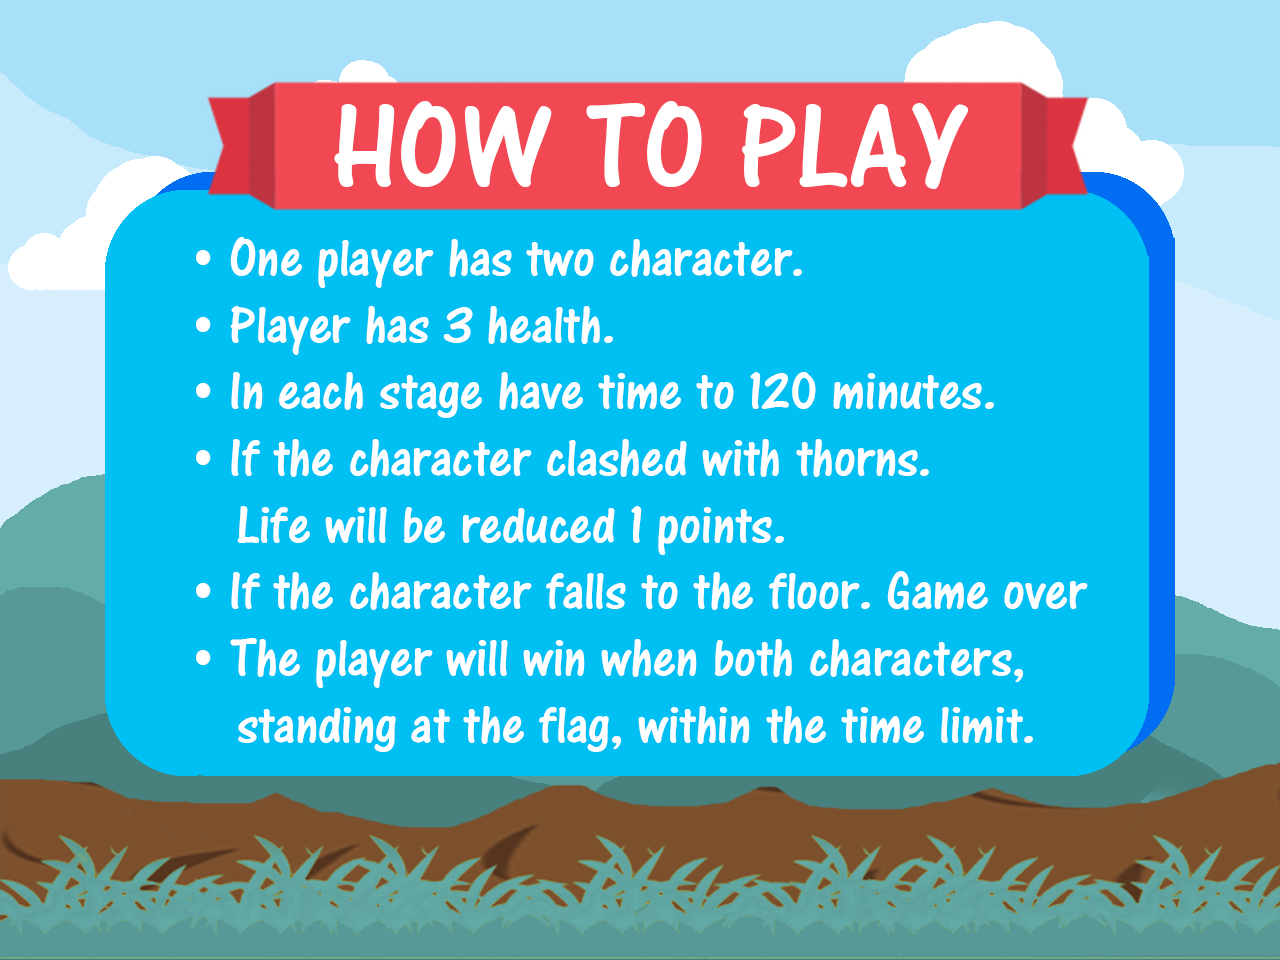 HOW TO PLAY
• One player has two character.
• Player has 3 health.
• In each stage have time to 120 minutes.
• If the character clashed with thorns.
Life will be reduced 1 points.
• If the character falls to the floor. Game over
• The player will win when both characters,
standing at the flag, within the time limit.